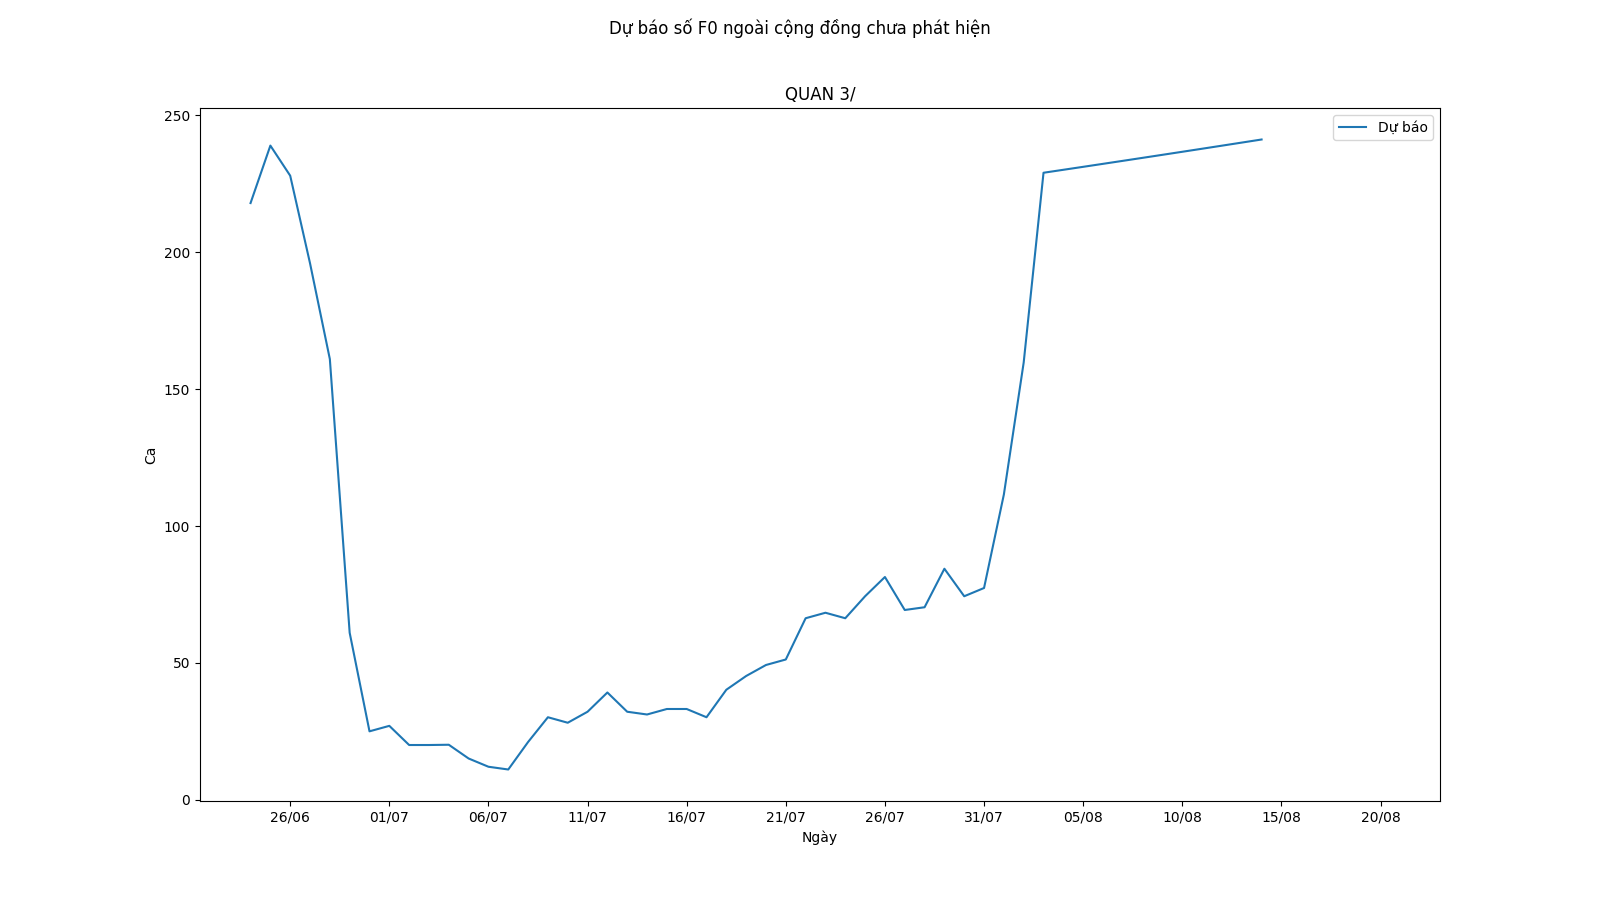 Dự báo số F0 ngoài cộng đồng chưa phát hiện
QUAN 3/
Dự báo
250
200
150
100
50
0
Ca
26/06 01/07 06/07 11/07 16/07 21/07 26/07 31/07 05/08 10/08 15/08 20/08
Ngày